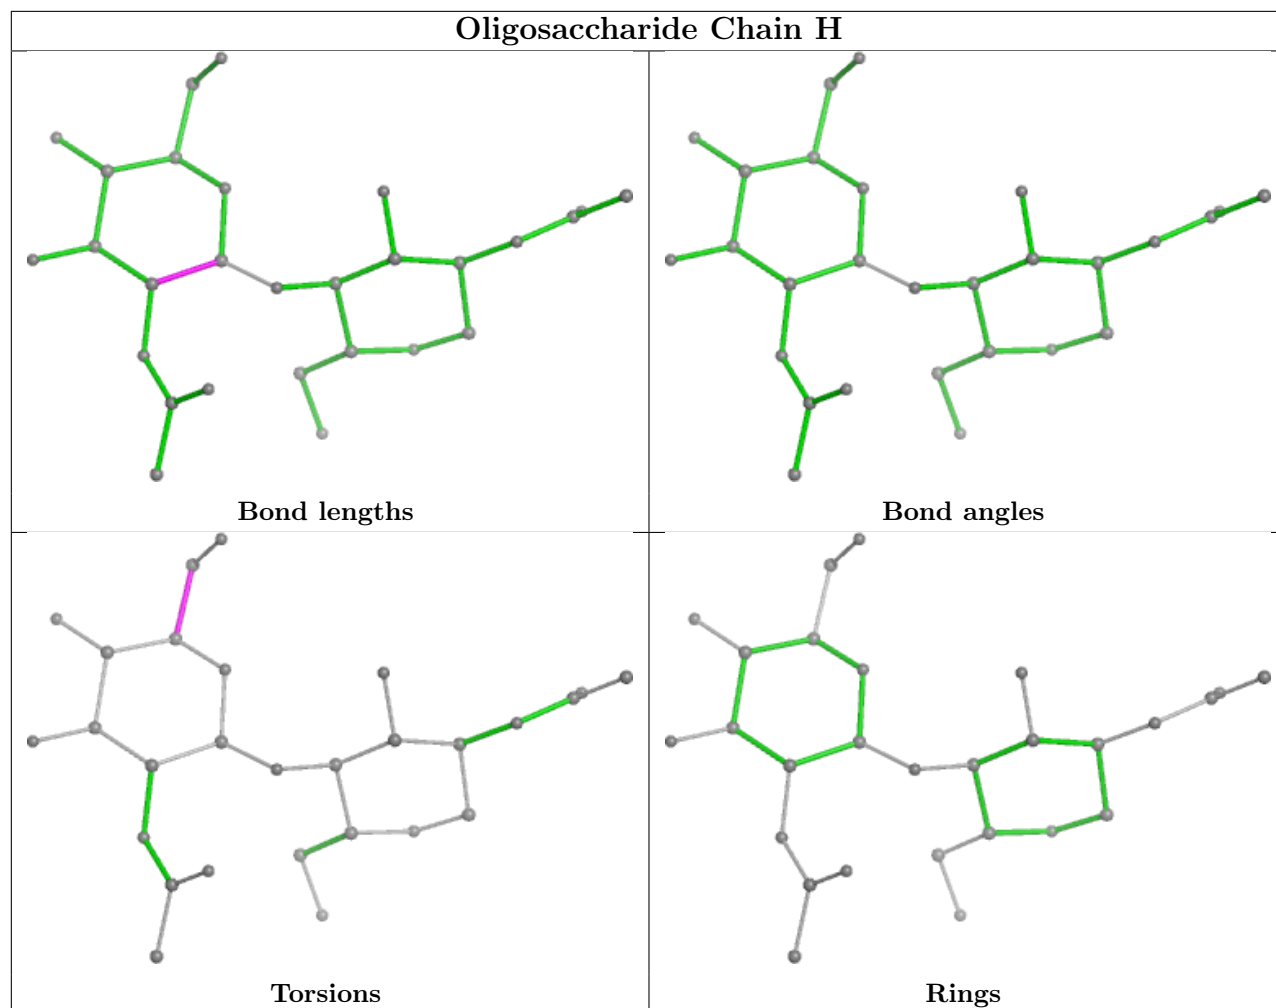 Oligosaccharide Chain H
Bond lengths
Bond angles
Torsions
Rings